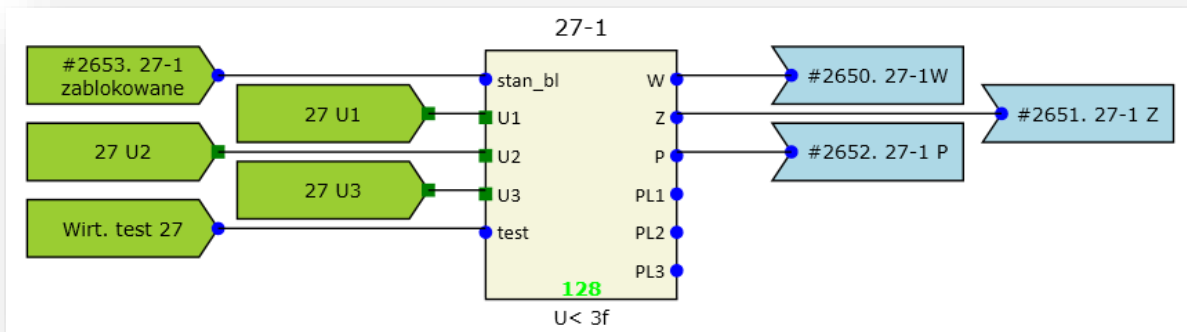 27-1
#2653. 27-1
zablokowane
stan_bl
W
#2650. 27-1W
27 U1
U1
Z
#2651. 27-1 Z
27 U2
U2
P
#2652. 27-1 P
27 U3
U3
PL1
Wirt. test 27
test
PL2
PL3
128
U< 3f